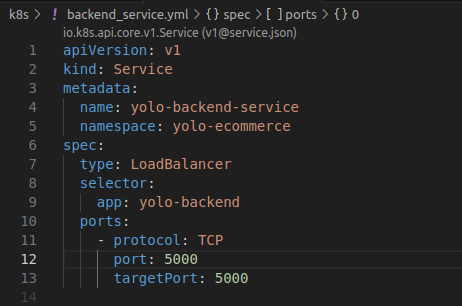 k8s > ! backend_service.yml > {} spec > [ ] ports > {} 0
io.k8s.api.core.v1.Service (v1@service.json)
1 apiVersion: v1
2 kind: Service
3 metadata:
4   name: yolo-backend-service
5   namespace: yolo-ecommerce
6 spec:
7   type: LoadBalancer
8   selector:
9     app: yolo-backend
10   ports:
11     - protocol: TCP
12       port: 5000
13       targetPort: 5000
14